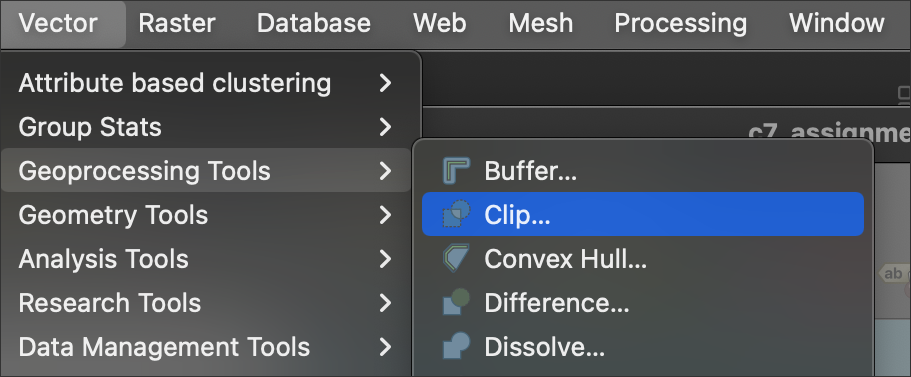 Vector Raster Database Web Mesh Processing Window
Attribute based clustering
Group Stats
c7_assignme
Geoprocessing Tools
Buffer...
Geometry Tools
Clip...
Analysis Tools
Convex Hull...
ab
Research Tools
Difference...
Data Management Tools
Dissolve...